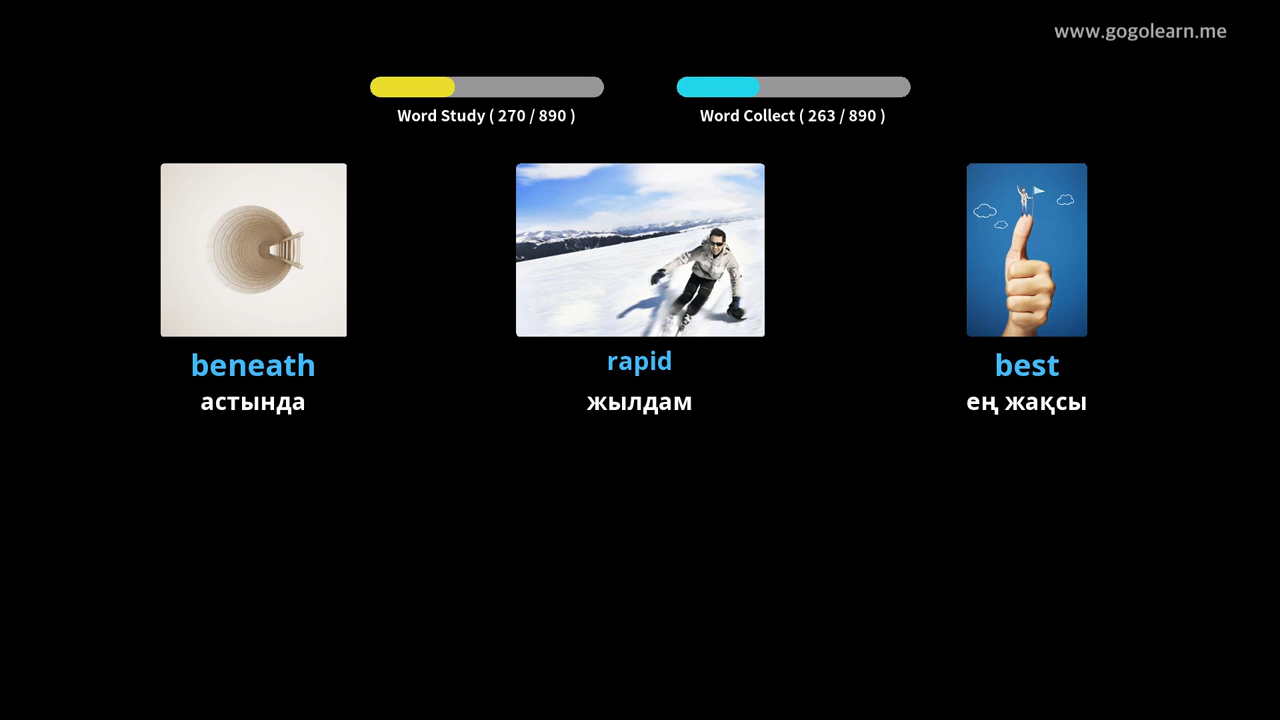 www.gogolearn.me
Word Study ( 270 / 890 )
Word Collect ( 263 / 890 )
beneath
астында
rapid
жылдам
best
ең жақсы